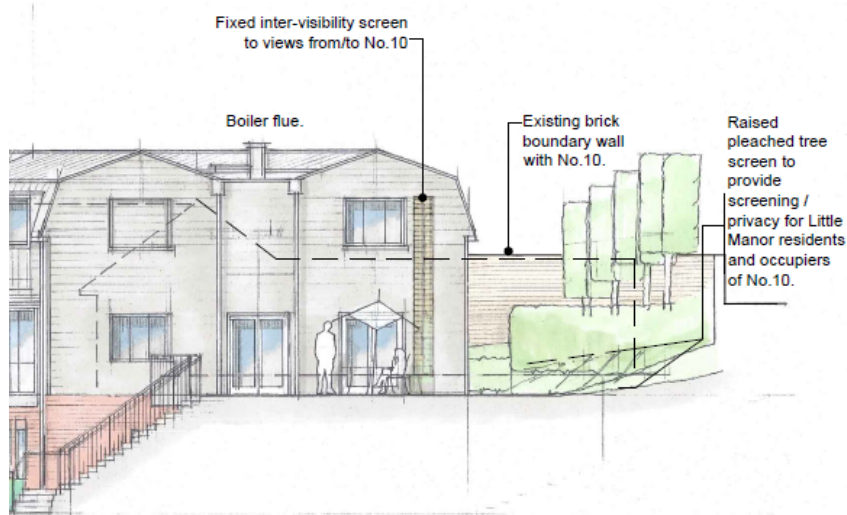 Fixed inter-visibility screen
to views from/to No.10
Boiler flue.
Existing brick
boundary wall
with No.10.
Raised
pleached tree
screen to
provide
screening /
privacy for Little
Manor residents
and occupiers
of No.10.